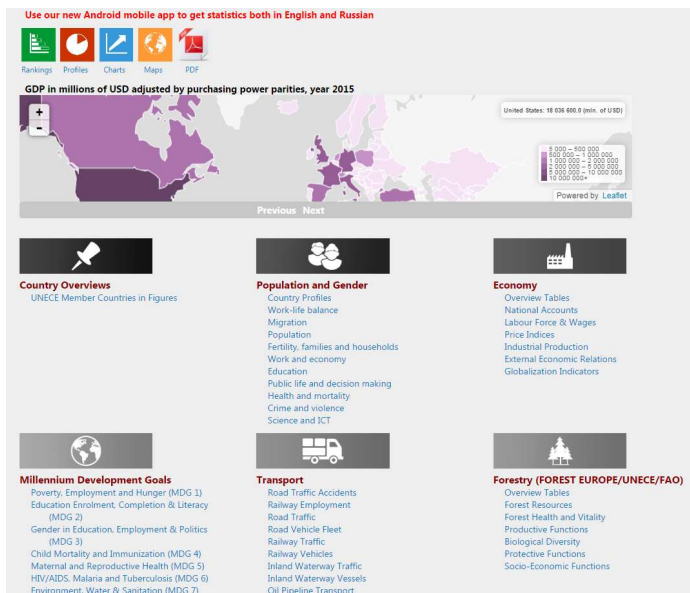 Use our new Android mobile app to get statistics both in English and Russian
Rankings Profiles Charts Maps PDF
GDP in millions of USD adjusted by purchasing power parities, year 2015
+
-
United States: 18 036 600.0 (mln. of USD)
5 000 – 500 000
500 000 – 1 000 000
1 000 000 – 2 000 000
2 000 000 – 5 000 000
5 000 000 – 10 000 000
10 000 000+
Powered by Leaflet
Previous Next
Country Overviews
UNECE Member Countries in Figures
Population and Gender
Country Profiles
Work-life balance
Migration
Population
Fertility, families and households
Work and economy
Education
Public life and decision making
Health and mortality
Crime and violence
Science and ICT
Economy
Overview Tables
National Accounts
Labour Force & Wages
Price Indices
Industrial Production
External Economic Relations
Globalization Indicators
Millennium Development Goals
Poverty, Employment and Hunger (MDG 1)
Education Enrolment, Completion & Literacy
(MDG 2)
Gender in Education, Employment & Politics
(MDG 3)
Child Mortality and Immunization (MDG 4)
Maternal and Reproductive Health (MDG 5)
HIV/AIDS, Malaria and Tuberculosis (MDG 6)
Environment, Water & Sanitation (MDG 7)
Transport
Road Traffic Accidents
Railway Employment
Road Traffic
Road Vehicle Fleet
Railway Traffic
Railway Vehicles
Inland Waterway Traffic
Inland Waterway Vessels
Oil Pipeline Transport
Forestry (FOREST EUROPE/UNECE/FAO)
Overview Tables
Forest Resources
Forest Health and Vitality
Productive Functions
Biological Diversity
Protective Functions
Socio-Economic Functions